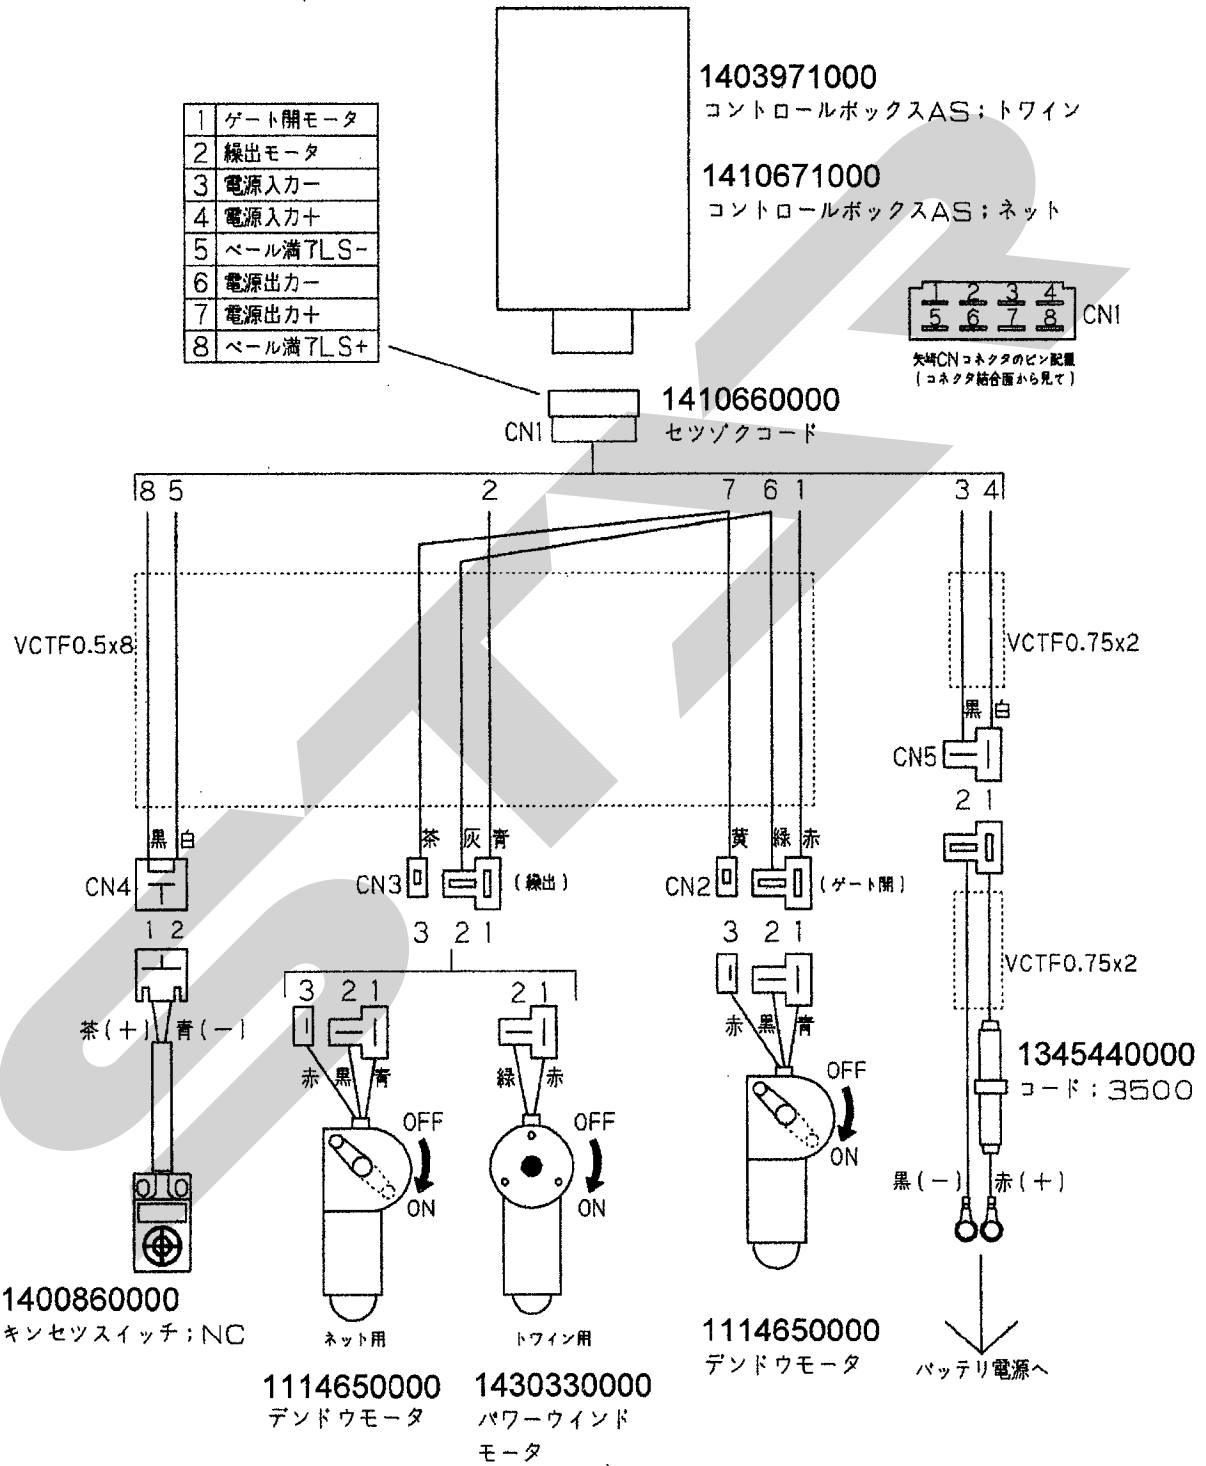 1403971000
コントロールボックスAS;トワイン
1410671000
コントロールボックスAS;ネット
1 ゲート開モータ
2 繰出モータ
3 電源入力ー
4 電源入力+
5 ベール満了LS-
6 電源出力ー
7 電源出力+
8 ベール満了LS+
1 2 3 4
5 6 7 8
CN1
矢崎CNコネクタのピン配置
(コネクタ結合面から見て)
CN1
1410660000
セツゾクコード
8 5 2 7 6 1 3 4
VCTF0.5x8
VCTF0.75x2
黒 白
CN5
2 1
黒 白 茶 灰 青 黄 緑 赤
CN4
CN3
(繰出)
CN2
(ゲート開)
1 2
3 2 1
3 2 1
VCTF0.75x2
3 2 1
2 1
茶(+) 青(-)
赤 黒 青
緑 赤
赤 黒 青
1345440000
コード;3500
OFF
ON
OFF
ON
OFF
ON
黒(-) 赤(+)
1400860000
キンセツスイッチ;NC
ネット用
1114650000
デンドウモータ
トワイン用
1430330000
パワーウインド
モータ
1114650000
デンドウモータ
バッテリ電源へ
STAR